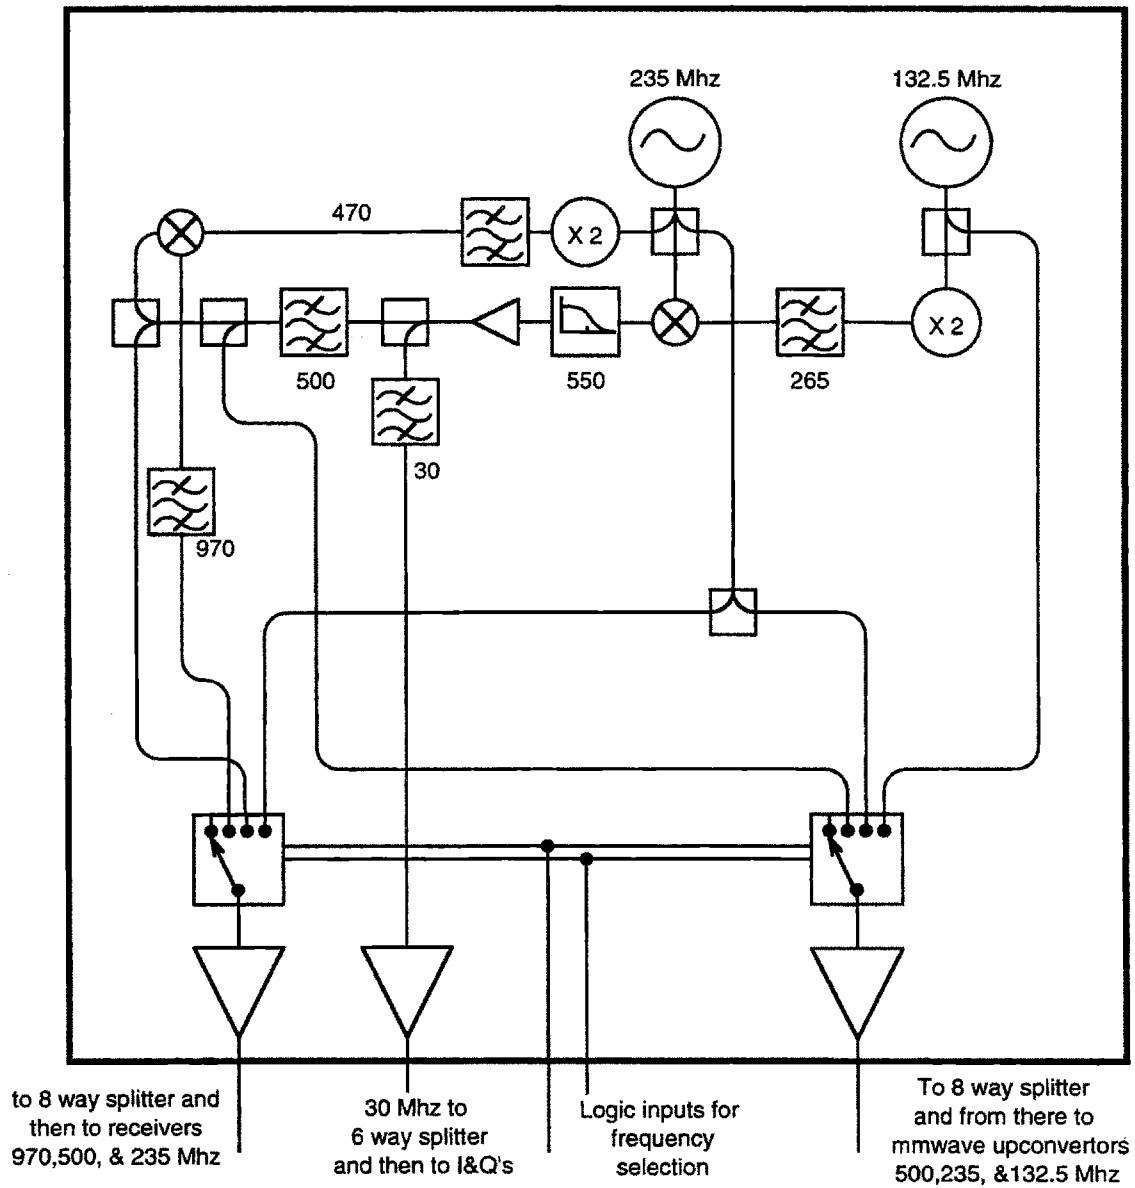 235 Mhz
132.5 Mhz
470
X 2
X 2
500
550
265
30
970
to 8 way splitter and
then to receivers
970,500, & 235 Mhz
30 Mhz to
6 way splitter
and then to I&Q's
Logic inputs for
frequency
selection
To 8 way splitter
and from there to
mmwave upconvertors
500,235, &132.5 Mhz